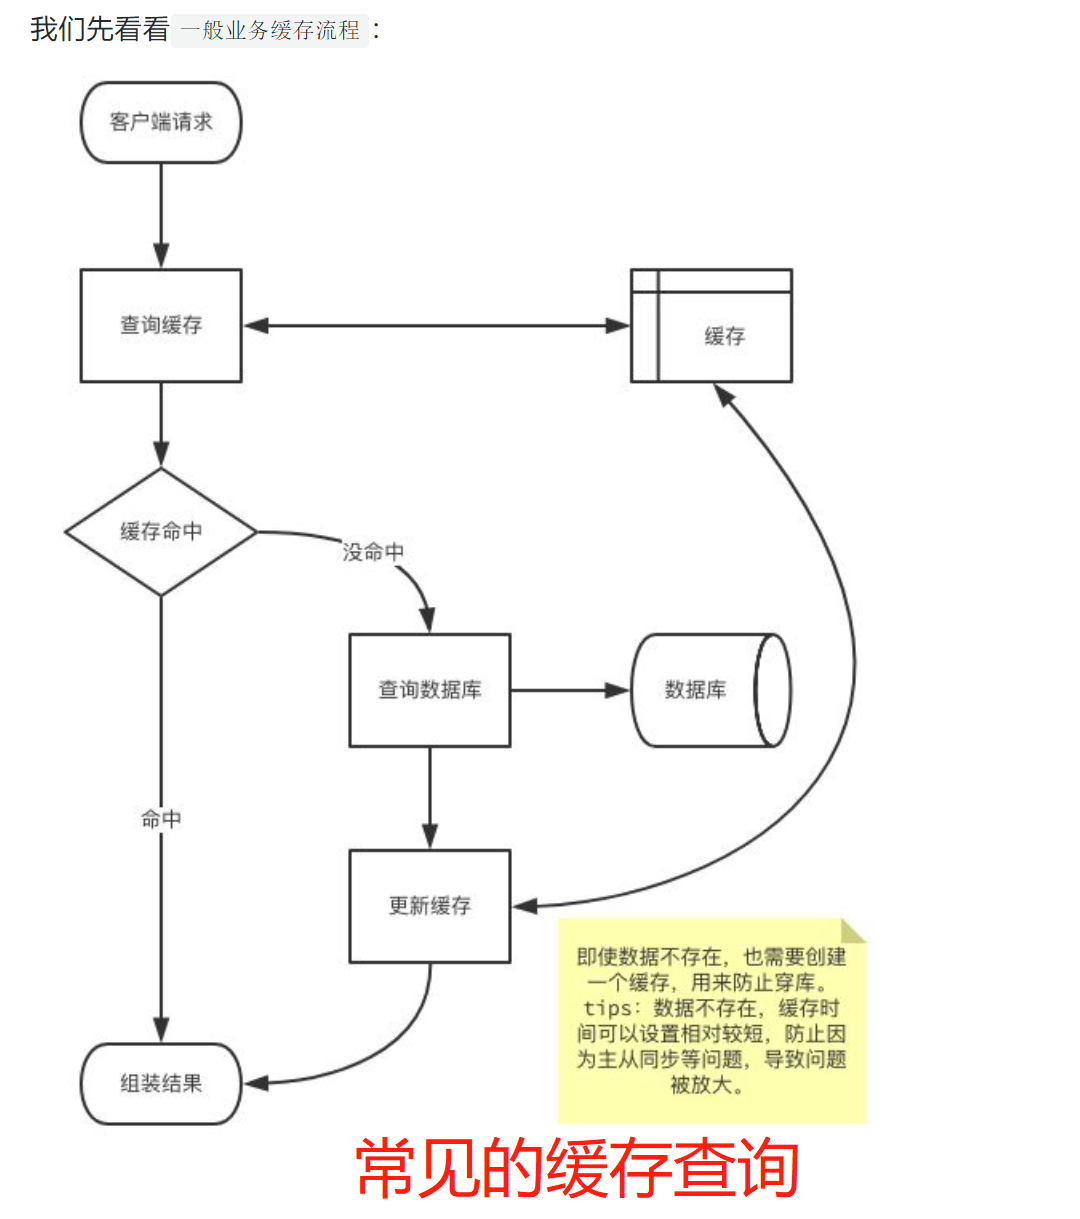 我们先看看 一般业务缓存流程：
客户端请求
查询缓存
缓存
缓存命中
没命中
查询数据库
数据库
命中
更新缓存
即使数据不存在，也需要创建
一个缓存，用来防止穿库。
tips：数据不存在，缓存时
间可以设置相对较短，防止因
为主从同步等问题，导致问题
被放大。
组装结果
常见的缓存查询